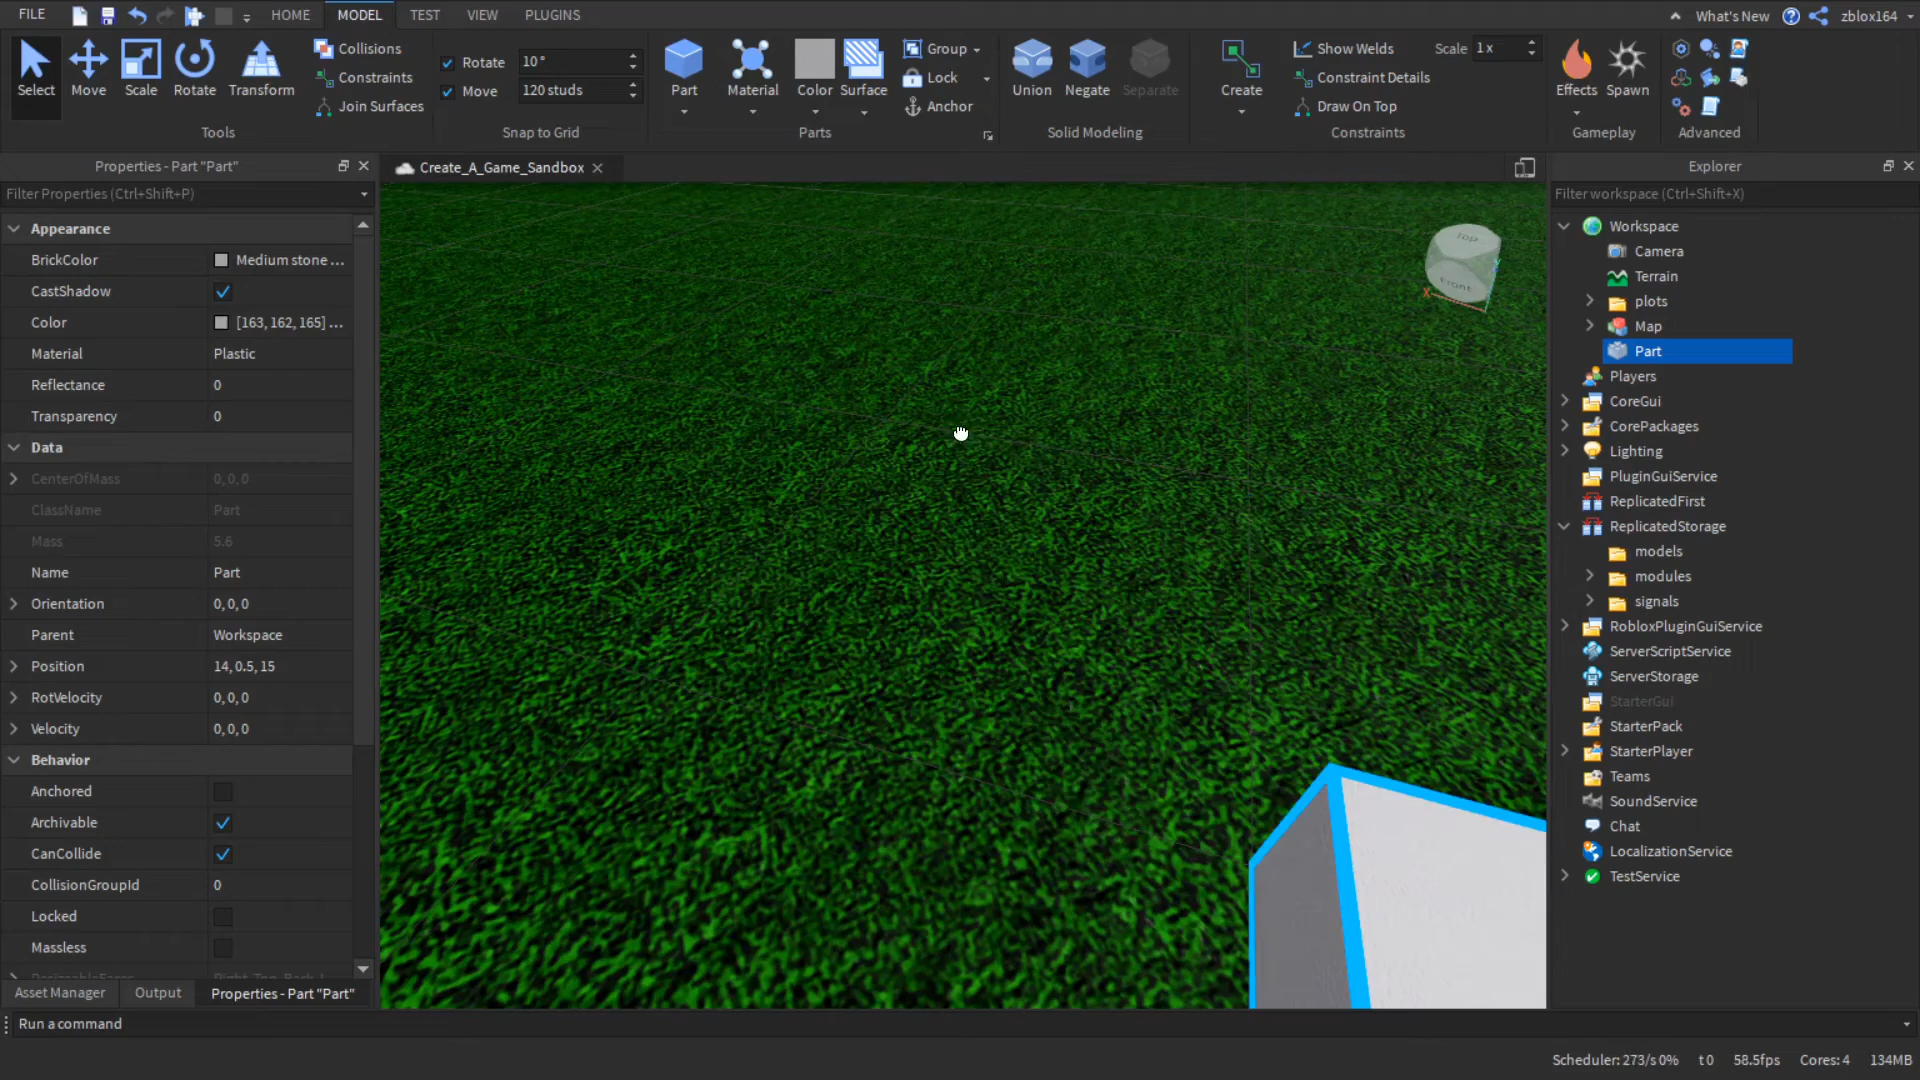 FILE HOME MODEL TEST VIEW PLUGINS What's New zblox164
Select Move Scale Rotate Transform
Collisions
Constraints
Join Surfaces
Tools
Rotate 10°
Move 120 studs
Snap to Grid
Part Material Color Surface
Group
Lock
Anchor
Parts
Union Negate Separate
Solid Modeling
Create
Show Welds Scale 1 x
Constraint Details
Draw On Top
Constraints
Effects Spawn
Gameplay
Advanced
Properties - Part "Part"
Filter Properties (Ctrl+Shift+P)
Appearance
BrickColor Medium stone ...
CastShadow
Color [163, 162, 165] ...
Material Plastic
Reflectance 0
Transparency 0
Data
CenterOfMass 0, 0, 0
ClassName Part
Mass 5.6
Name Part
Orientation 0, 0, 0
Parent Workspace
Position 14, 0.5, 15
RotVelocity 0, 0, 0
Velocity 0, 0, 0
Behavior
Anchored
Archivable
CanCollide
CollisionGroupId 0
Locked
Massless
Asset Manager Output Properties - Part "Part"
Create_A_Game_Sandbox
Top
Front
X
Y
Explorer
Filter workspace (Ctrl+Shift+X)
Workspace
Camera
Terrain
plots
Map
Part
Players
CoreGui
CorePackages
Lighting
PluginGuiService
ReplicatedFirst
ReplicatedStorage
models
modules
signals
RobloxPluginGuiService
ServerScriptService
ServerStorage
StarterGui
StarterPack
StarterPlayer
Teams
SoundService
Chat
LocalizationService
TestService
Run a command
Scheduler: 273/s 0% t 0 58.5fps Cores: 4 134MB